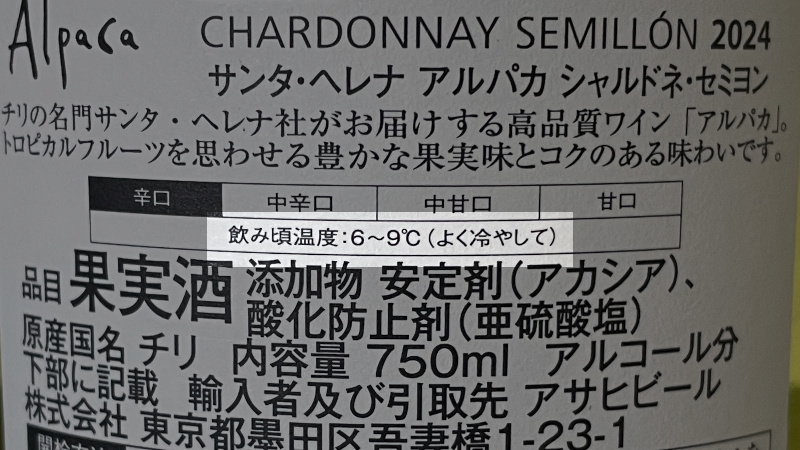 Alpaca CHARDONNAY SEMILLÓN 2024
サンタ・ヘレナ アルパカ シャルドネ・セミヨン
チリの名門サンタ・ヘレナ社がお届けする高品質ワイン「アルパカ」。
トロピカルフルーツを思わせる豊かな果実味とコクのある味わいです。
辛口 中辛口 中甘口 甘口
飲み頃温度：6〜9℃（よく冷やして）
品目 果実酒 添加物 安定剤（アカシア）、
酸化防止剤（亜硫酸塩）
原産国名 チリ 内容量 750ml アルコール分
下部に記載 輸入者及び引取先 アサヒビール
株式会社 東京都墨田区吾妻橋1-23-1